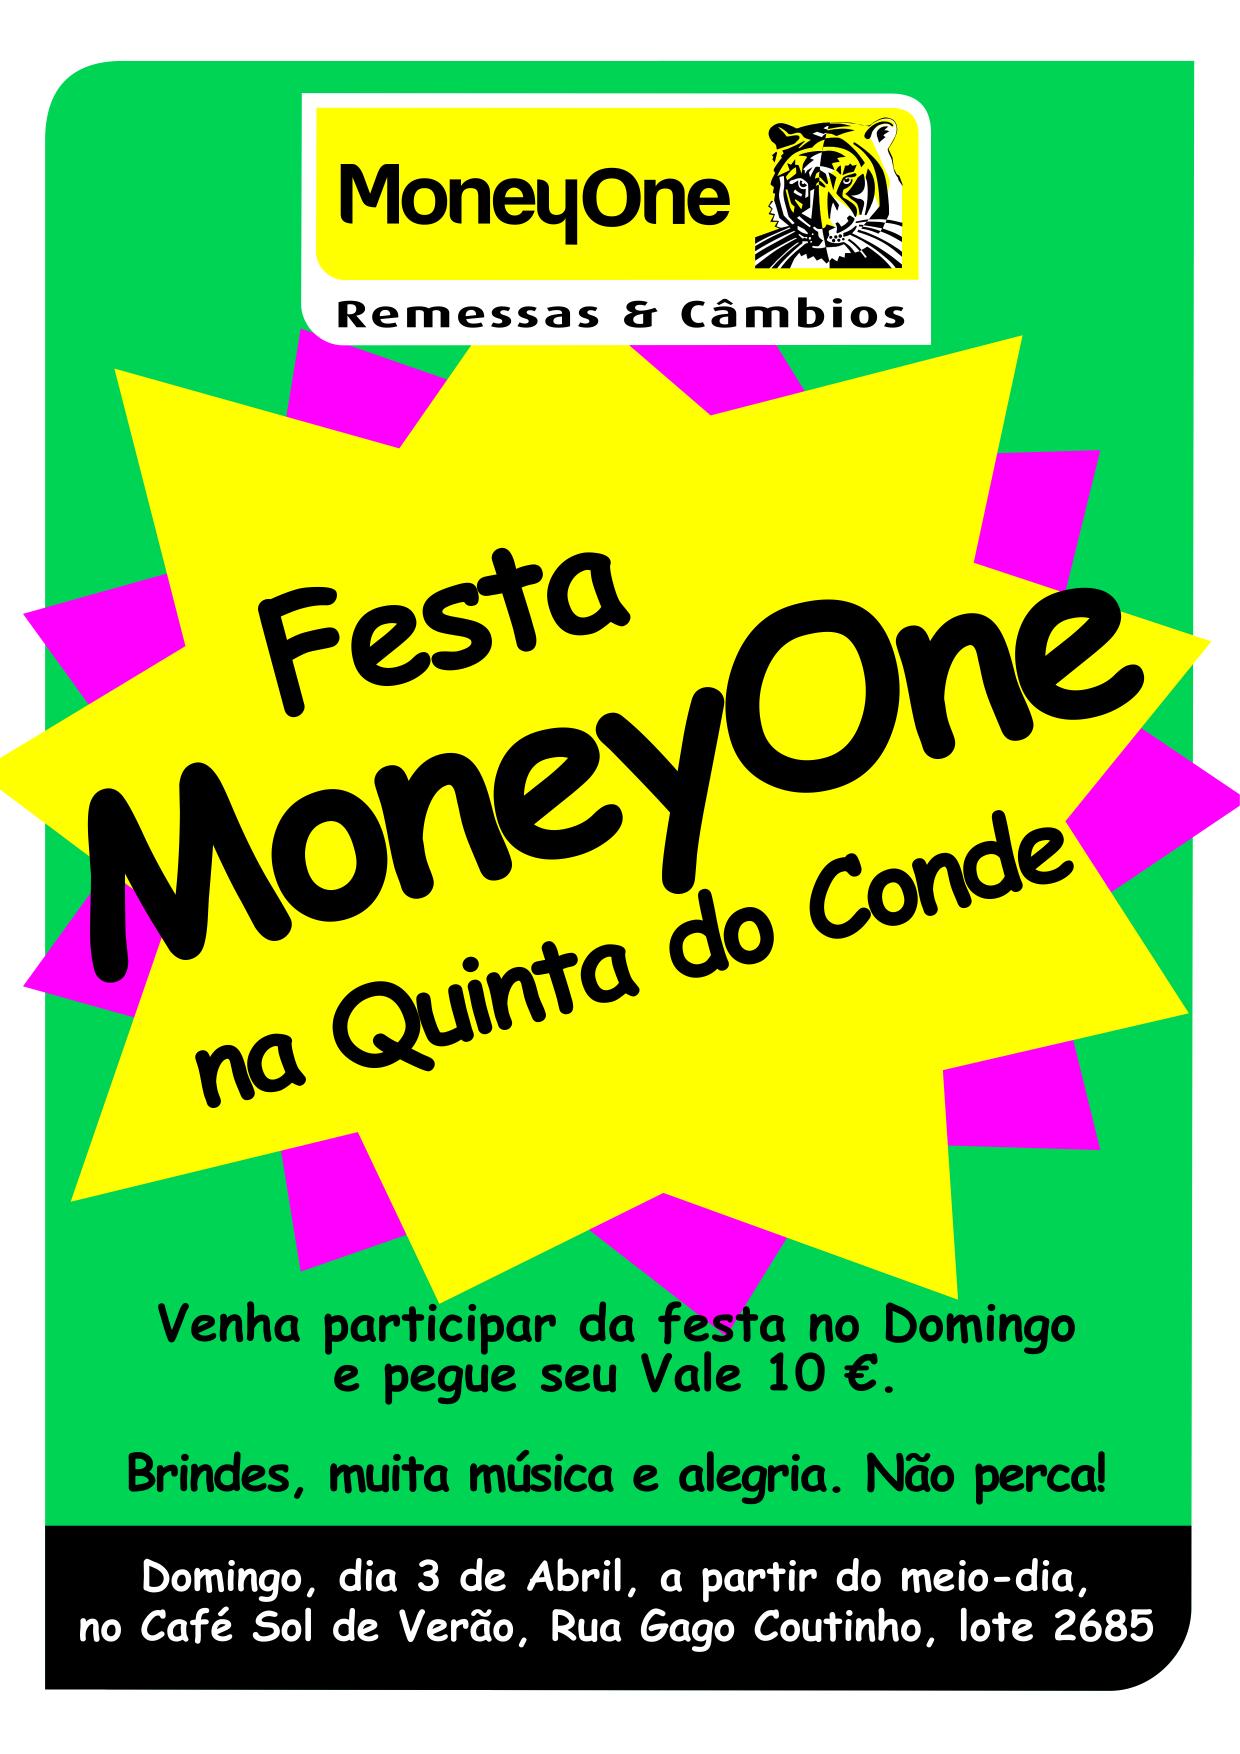 MoneyOne
Remessas & Câmbios
Festa
MoneyOne
na Quinta do Conde
Venha participar da festa no Domingo
e pegue seu Vale 10 €.
Brindes, muita música e alegria. Não perca!
Domingo, dia 3 de Abril, a partir do meio-dia,
no Café Sol de Verão, Rua Gago Coutinho, lote 2685